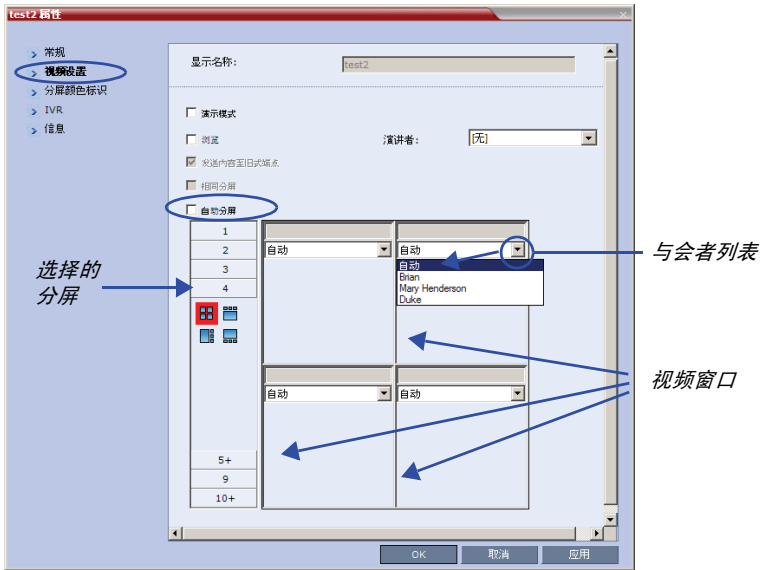 test2 属性
常规
视频设置
分屏颜色标识
IVR
信息
显示名称:
test2
演示模式
浏览
演讲者:
[无]
发送内容至旧式端点
相同分屏
自动分屏
1
2
3
4
5+
9
10+
自动
自动
自动
Brian
Mary Henderson
Duke
自动
自动
选择的
分屏
与会者列表
视频窗口
OK
取消
应用